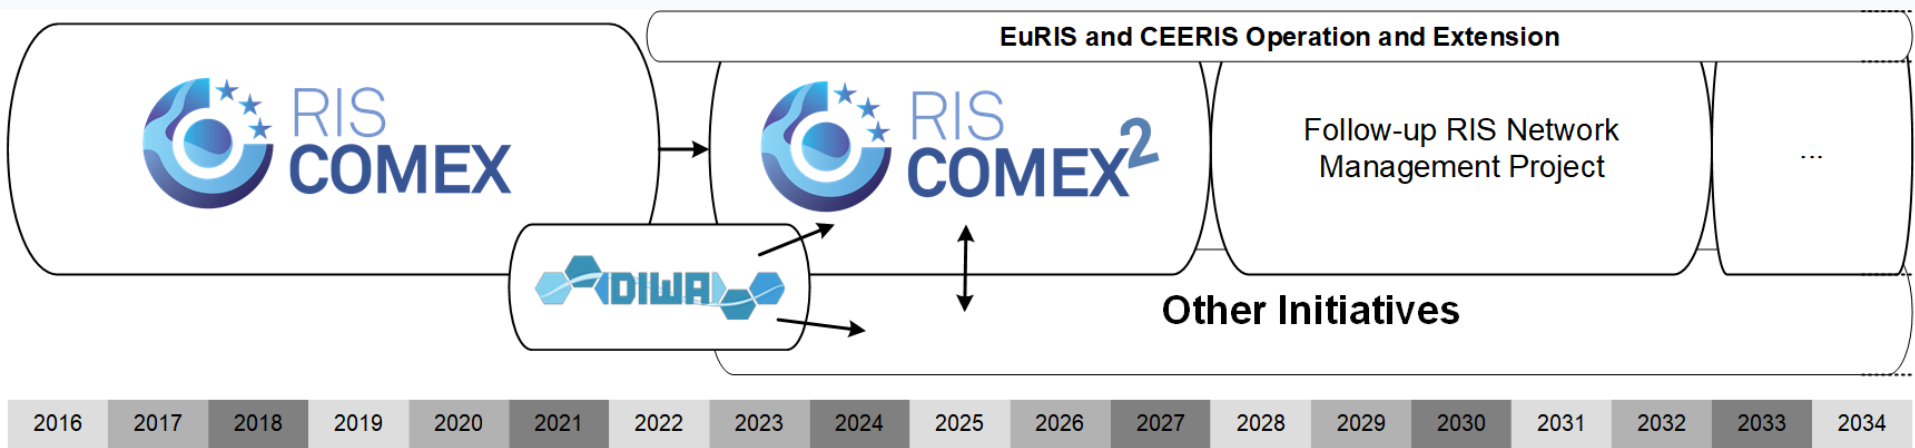 EuRIS and CEERIS Operation and Extension
RIS
COMEX
RIS
COMEX2
Follow-up RIS Network
Management Project
...
DIWA
Other Initiatives
2016 2017 2018 2019 2020 2021 2022 2023 2024 2025 2026 2027 2028 2029 2030 2031 2032 2033 2034